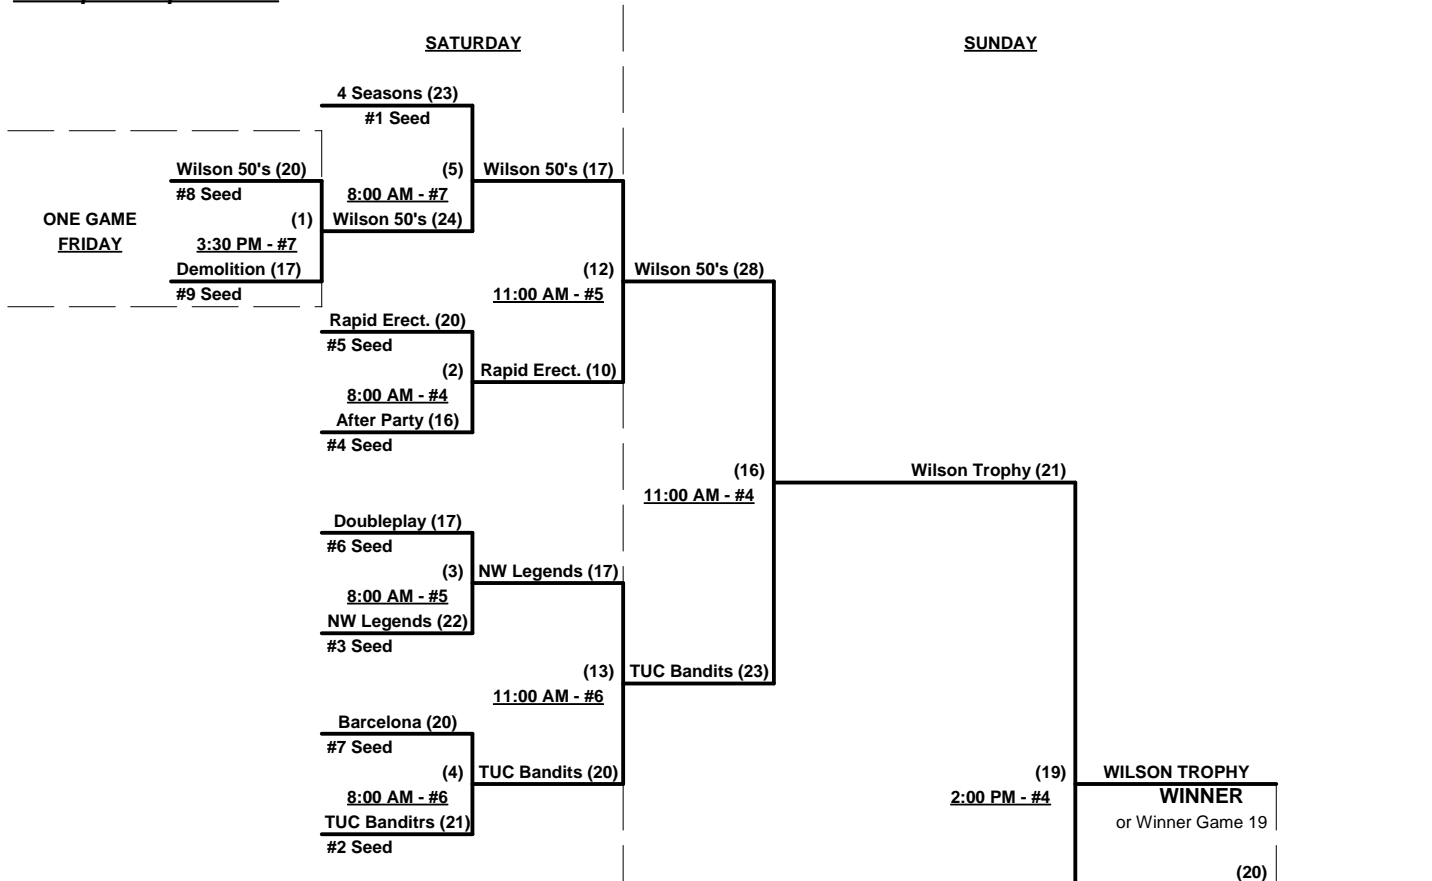 SATURDAY
SUNDAY
4 Seasons (23)
#1 Seed
Wilson 50's (20)
(5)
Wilson 50's (17)
#8 Seed
8:00 AM - #7
ONE GAME
(1)
Wilson 50's (24)
FRIDAY
3:30 PM - #7
Demolition (17)
(12)
Wilson 50's (28)
#9 Seed
11:00 AM - #5
Rapid Erect. (20)
#5 Seed
(2)
Rapid Erect. (10)
8:00 AM - #4
After Party (16)
#4 Seed
(16)
Wilson Trophy (21)
11:00 AM - #4
Doubleplay (17)
#6 Seed
(3)
NW Legends (17)
8:00 AM - #5
NW Legends (22)
#3 Seed
(13)
TUC Bandits (23)
11:00 AM - #6
Barcelona (20)
#7 Seed
(4)
TUC Bandits (20)
(19)
WILSON TROPHY
8:00 AM - #6
2:00 PM - #4
WINNER
TUC Banditrs (21)
or Winner Game 19
#2 Seed
(20)